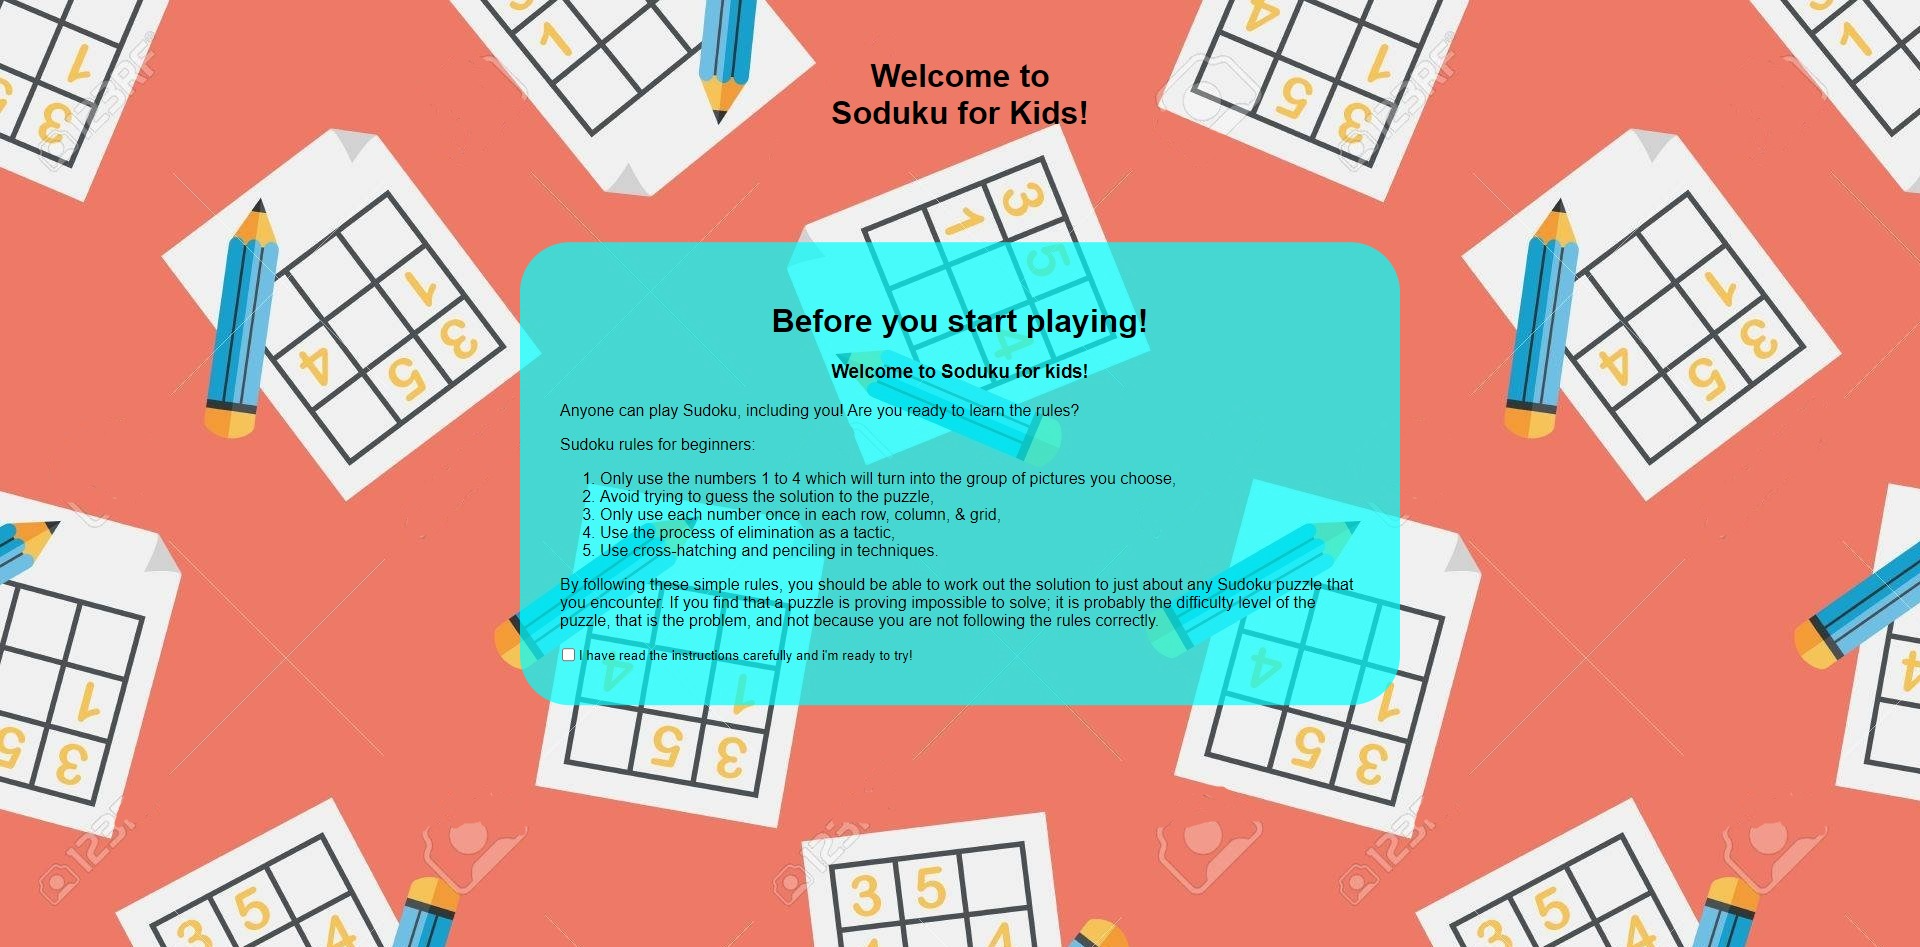 Welcome to
Soduku for Kids!
Before you start playing!
Welcome to Soduku for kids!
Anyone can play Sudoku, including you! Are you ready to learn the rules?
Sudoku rules for beginners:
1. Only use the numbers 1 to 4 which will turn into the group of pictures you choose,
2. Avoid trying to guess the solution to the puzzle,
3. Only use each number once in each row, column, & grid,
4. Use the process of elimination as a tactic,
5. Use cross-hatching and penciling in techniques.
By following these simple rules, you should be able to work out the solution to just about any Sudoku puzzle that
you encounter. If you find that a puzzle is proving impossible to solve; it is probably the difficulty level of the
puzzle, that is the problem, and not because you are not following the rules correctly.
I have read the instructions carefully and i'm ready to try!